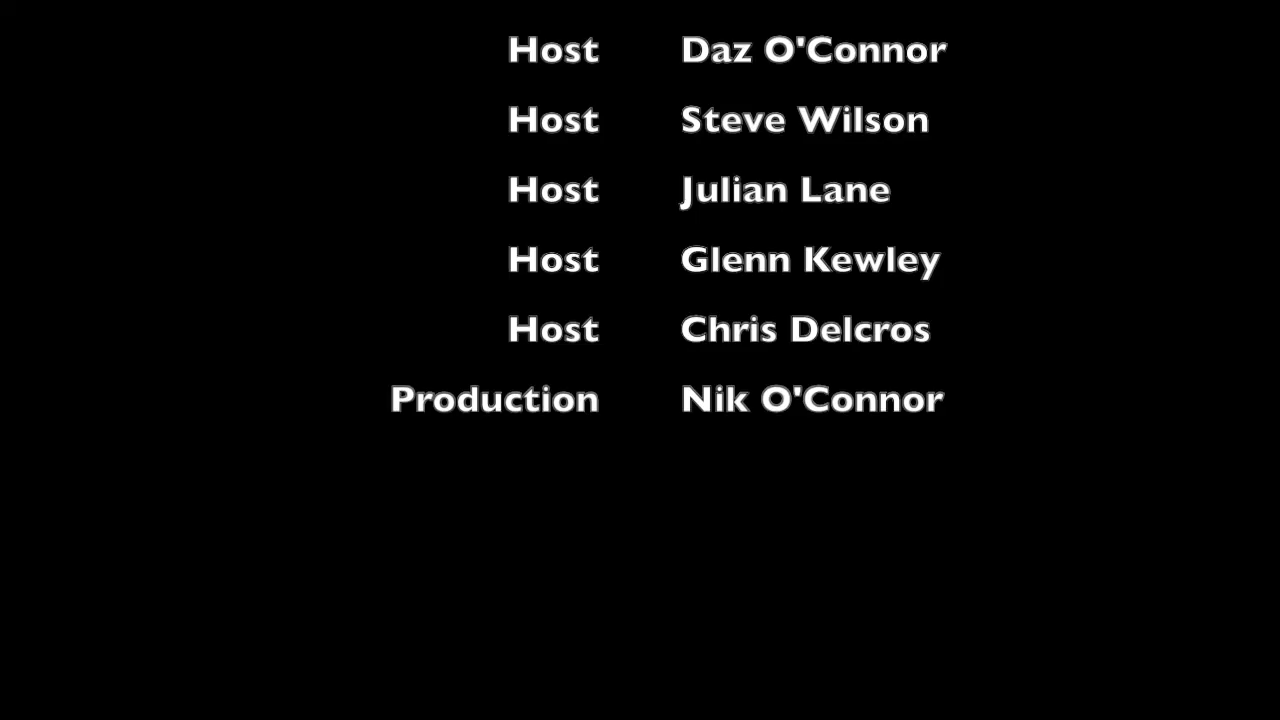 Host Daz O'Connor
Host Steve Wilson
Host Julian Lane
Host Glenn Kewley
Host Chris Delcros
Production Nik O'Connor